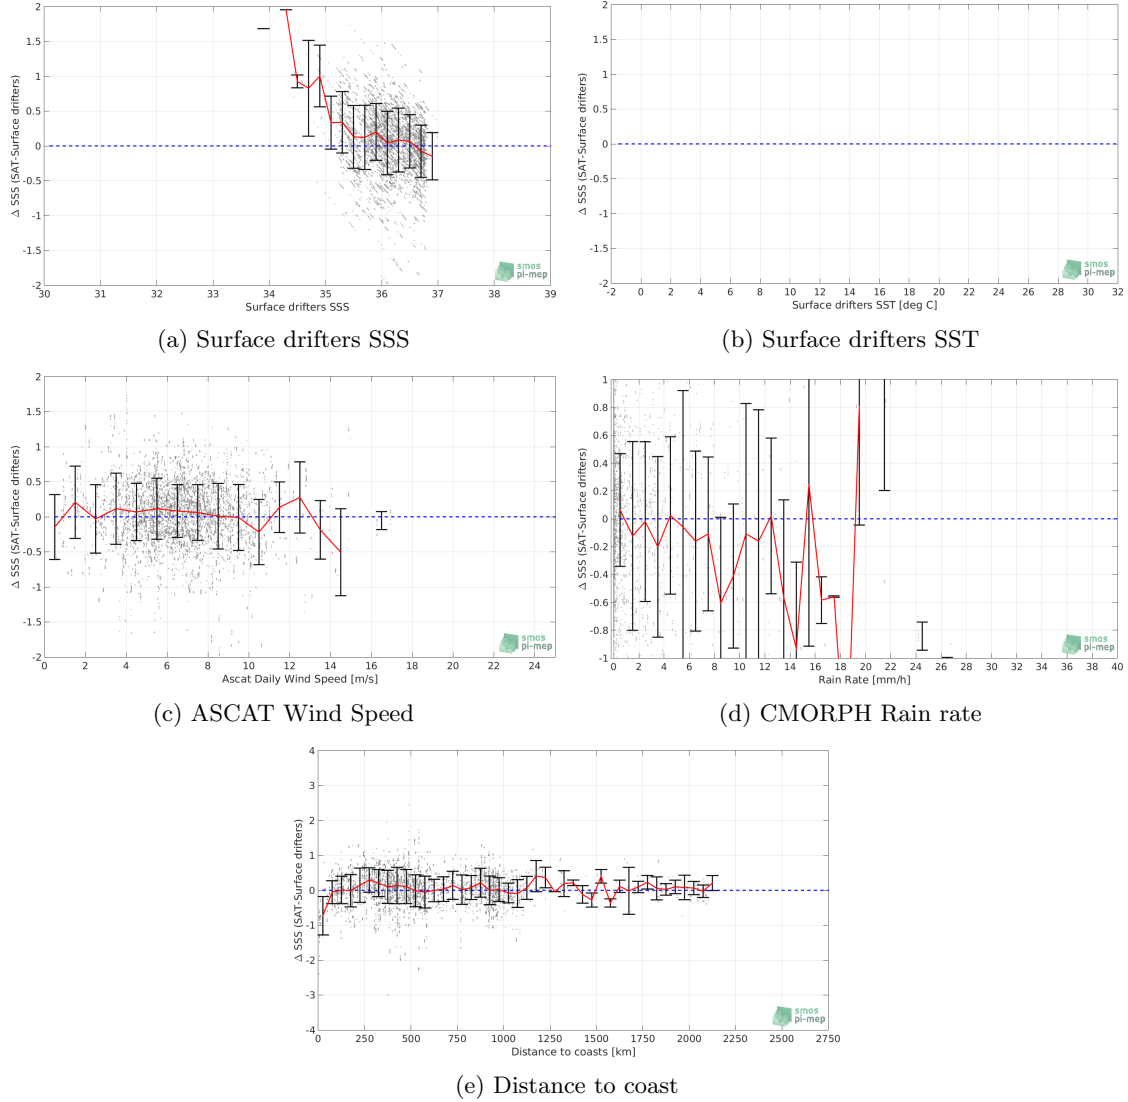 2
1.5
1
0.5
0
-0.5
-1
-1.5
-2
30 31 32 33 34 35 36 37 38 39
Δ SSS (SAT-Surface drifters)
Surface drifters SSS
smos
pi-mep
(a) Surface drifters SSS
2
1.5
1
0.5
0
-0.5
-1
-1.5
-2
-2 0 2 4 6 8 10 12 14 16 18 20 22 24 26 28 30 32
Δ SSS (SAT-Surface drifters)
Surface drifters SST [deg C]
smos
pi-mep
(b) Surface drifters SST
2
1.5
1
0.5
0
-0.5
-1
-1.5
-2
0 2 4 6 8 10 12 14 16 18 20 22 24
Δ SSS (SAT-Surface drifters)
Ascat Daily Wind Speed [m/s]
smos
pi-mep
(c) ASCAT Wind Speed
1
0.8
0.6
0.4
0.2
0
-0.2
-0.4
-0.6
-0.8
-1
0 2 4 6 8 10 12 14 16 18 20 22 24 26 28 30 32 34 36 38 40
Δ SSS (SAT-Surface drifters)
Rain Rate [mm/h]
smos
pi-mep
(d) CMORPH Rain rate
4
3
2
1
0
-1
-2
-3
-4
0 250 500 750 1000 1250 1500 1750 2000 2250 2500 2750
Δ SSS (SAT-Surface drifters)
Distance to coasts [km]
smos
pi-mep
(e) Distance to coast